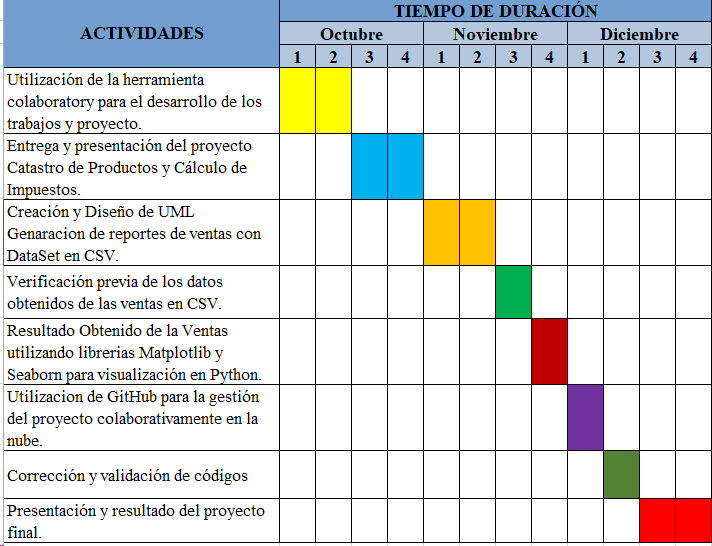 ACTIVIDADES
TIEMPO DE DURACIÓN
Octubre Noviembre Diciembre
1 2 3 4 1 2 3 4 1 2 3 4
Utilización de la herramienta
colaboratory para el desarrollo de los
trabajos y proyecto.
Entrega y presentación del proyecto
Catastro de Productos y Cálculo de
Impuestos.
Creación y Diseño de UML
Genaracion de reportes de ventas con
DataSet en CSV.
Verificación previa de los datos
obtenidos de las ventas en CSV.
Resultado Obtenido de la Ventas
utilizando librerias Matplotlib y
Seaborn para visualización en Python.
Utilizacion de GitHub para la gestión
del proyecto colaborativamente en la
nube.
Corrección y validación de códigos
Presentación y resultado del proyecto
final.